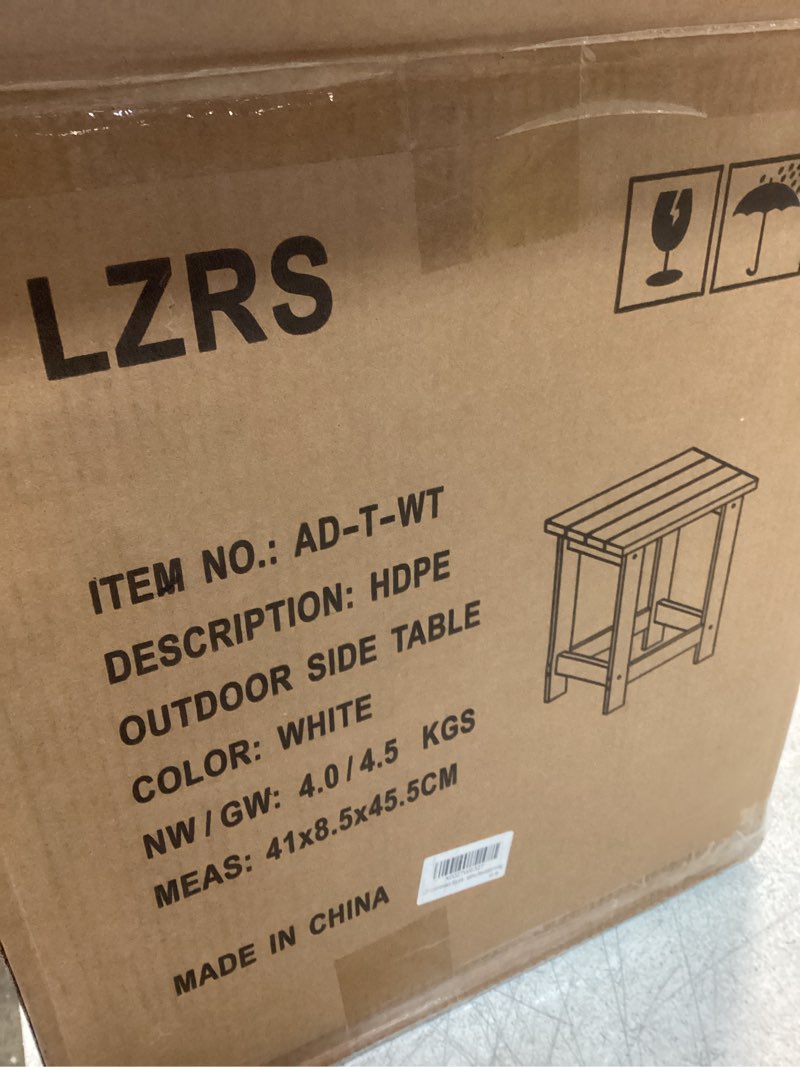 LZRS
ITEM NO.: AD-T-WT
DESCRIPTION: HDPE
OUTDOOR SIDE TABLE
COLOR: WHITE
NW / GW: 4.0 / 4.5 KGS
MEAS: 41x8.5x45.5CM
MADE IN CHINA